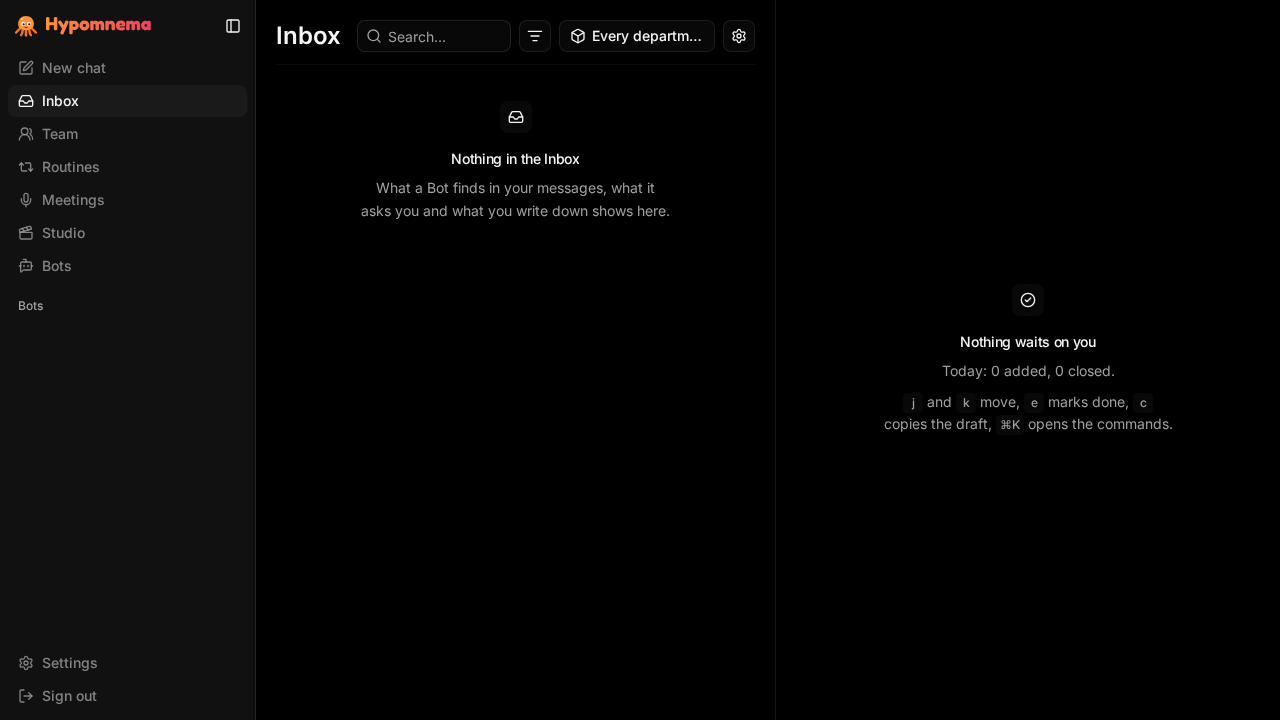 Hypomnema
New chat
Inbox
Team
Routines
Meetings
Studio
Bots
Bots
Settings
Sign out
Inbox
Search...
Every departm...
Nothing in the Inbox
What a Bot finds in your messages, what it
asks you and what you write down shows here.
Nothing waits on you
Today: 0 added, 0 closed.
j and k move, e marks done, c
copies the draft, ⌘K opens the commands.